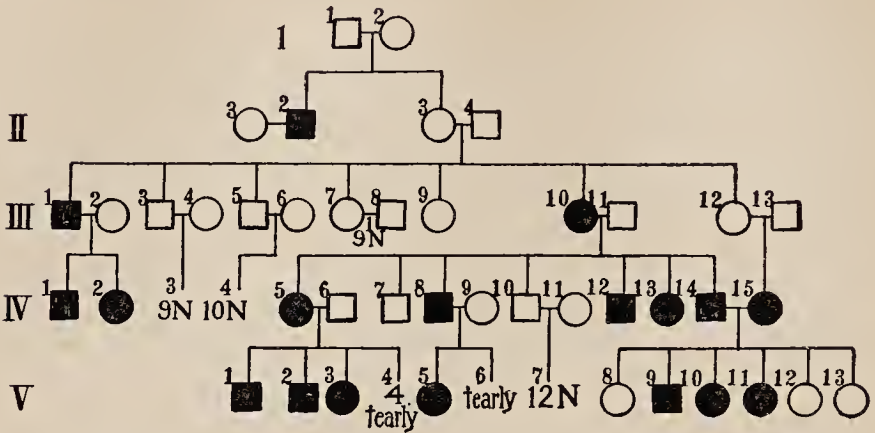 1 2
I
3 2 3 4
II
1 2 3 4 5 6 7 8 9 10 11 12 13
III
9N
1 2 3 4 5 6 7 8 9 10 11 12 13 14 15
IV 9N 10N
1 2 3 4 5 6 7 8 9 10 11 12 13
V 4 †early 12N
†early